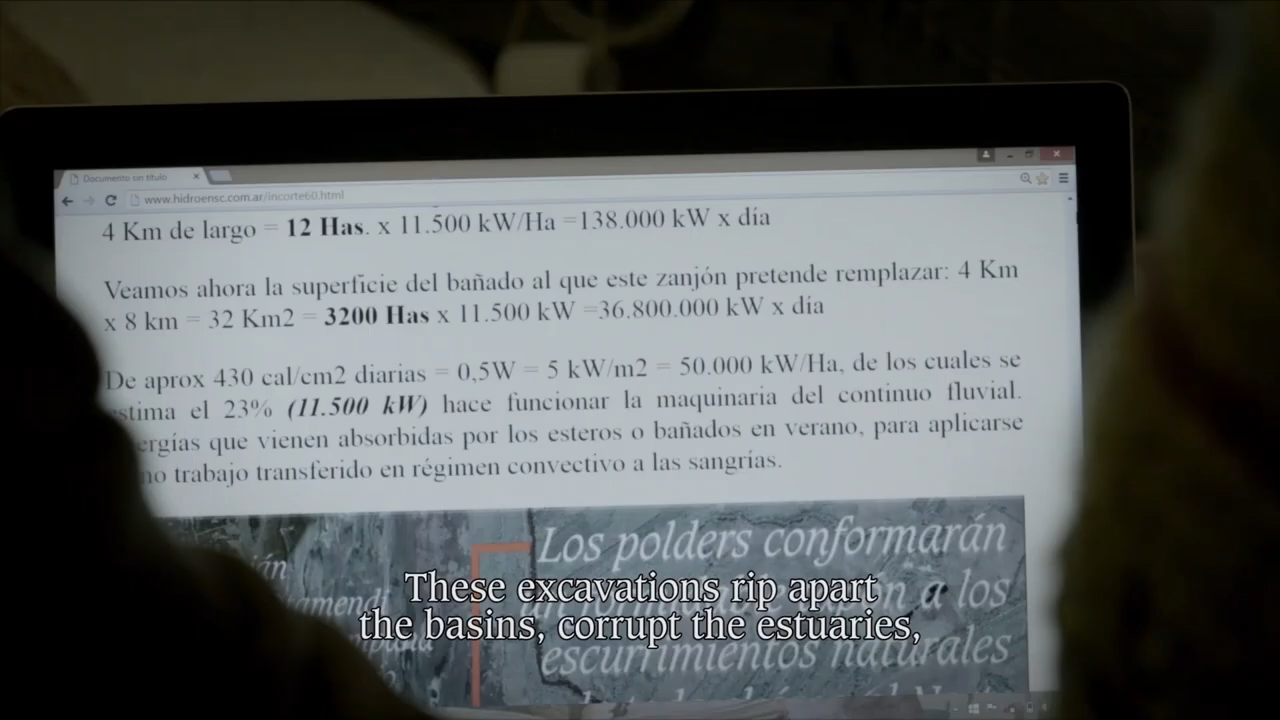 Documento sin título
www.hidroensc.com.ar/incorte60.html
4 Km de largo = 12 Has. x 11.500 kW/Ha =138.000 kW x día
Veamos ahora la superficie del bañado al que este zanjón pretende remplazar: 4 Km
x 8 km = 32 Km2 = 3200 Has x 11.500 kW =36.800.000 kW x día
De aprox 430 cal/cm2 diarias = 0,5W = 5 kW/m2 = 50.000 kW/Ha, de los cuales se
stima el 23% (11.500 kW) hace funcionar la maquinaria del continuo fluvial.
ergías que vienen absorbidas por los esteros o bañados en verano, para aplicarse
mo trabajo transferido en régimen convectivo a las sangrías.
Los polders conformarán
a los
escurrimientos naturales
These excavations rip apart
the basins, corrupt the estuaries,